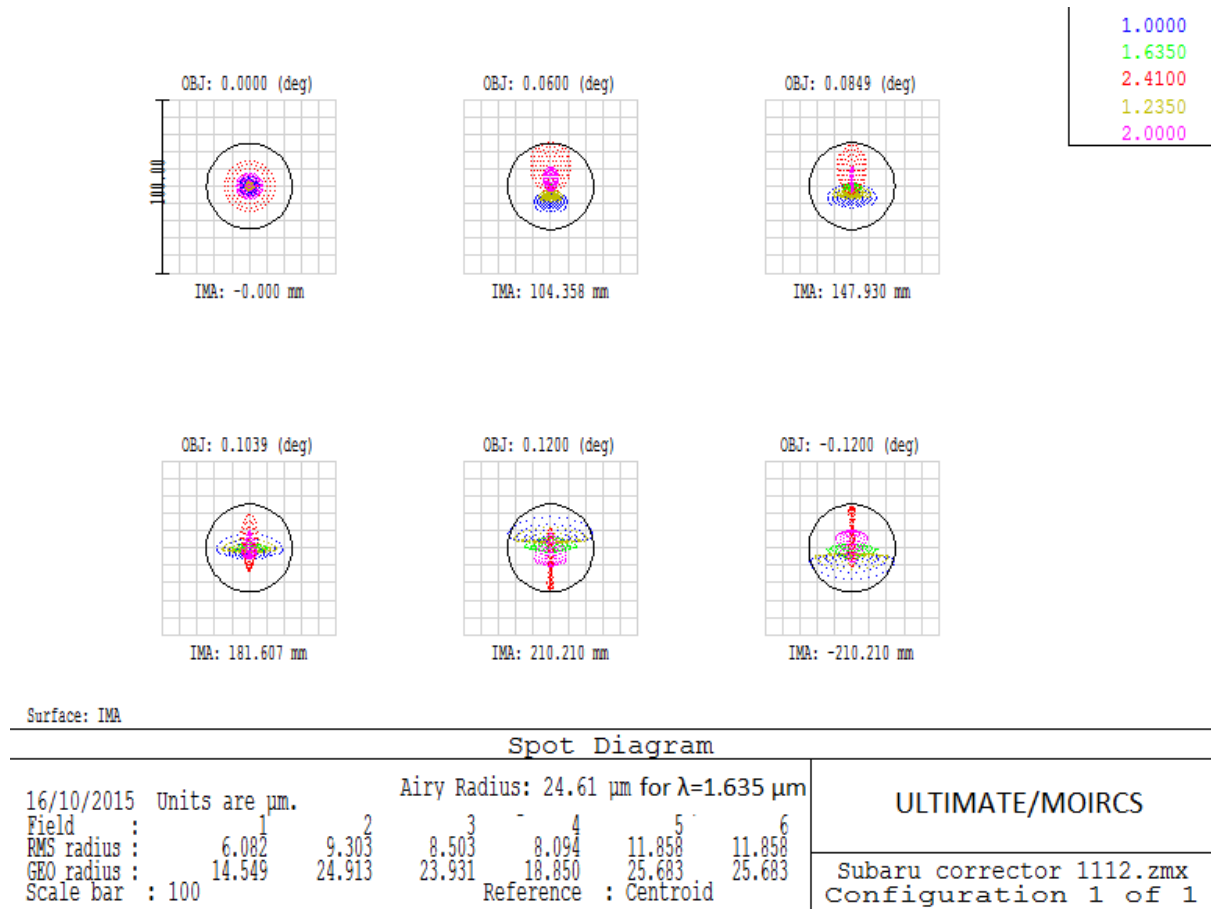 1.0000
1.6350
2.4100
1.2350
2.0000
OBJ: 0.0000 (deg) OBJ: 0.0600 (deg) OBJ: 0.0849 (deg)
100.00
IMA: -0.000 mm IMA: 104.358 mm IMA: 147.930 mm
OBJ: 0.1039 (deg) OBJ: 0.1200 (deg) OBJ: -0.1200 (deg)
IMA: 181.607 mm IMA: 210.210 mm IMA: -210.210 mm
Surface: IMA
Spot Diagram
Airy Radius: 24.61 µm for λ=1.635 µm
16/10/2015 Units are µm.
Field : 1 2 3 4 5 6
RMS radius : 6.082 9.303 8.503 8.094 11.858 11.858
GEO radius : 14.549 24.913 23.931 18.850 25.683 25.683
Scale bar : 100 Reference : Centroid
ULTIMATE/MOIRCS
Subaru corrector 1112.zmx
Configuration 1 of 1